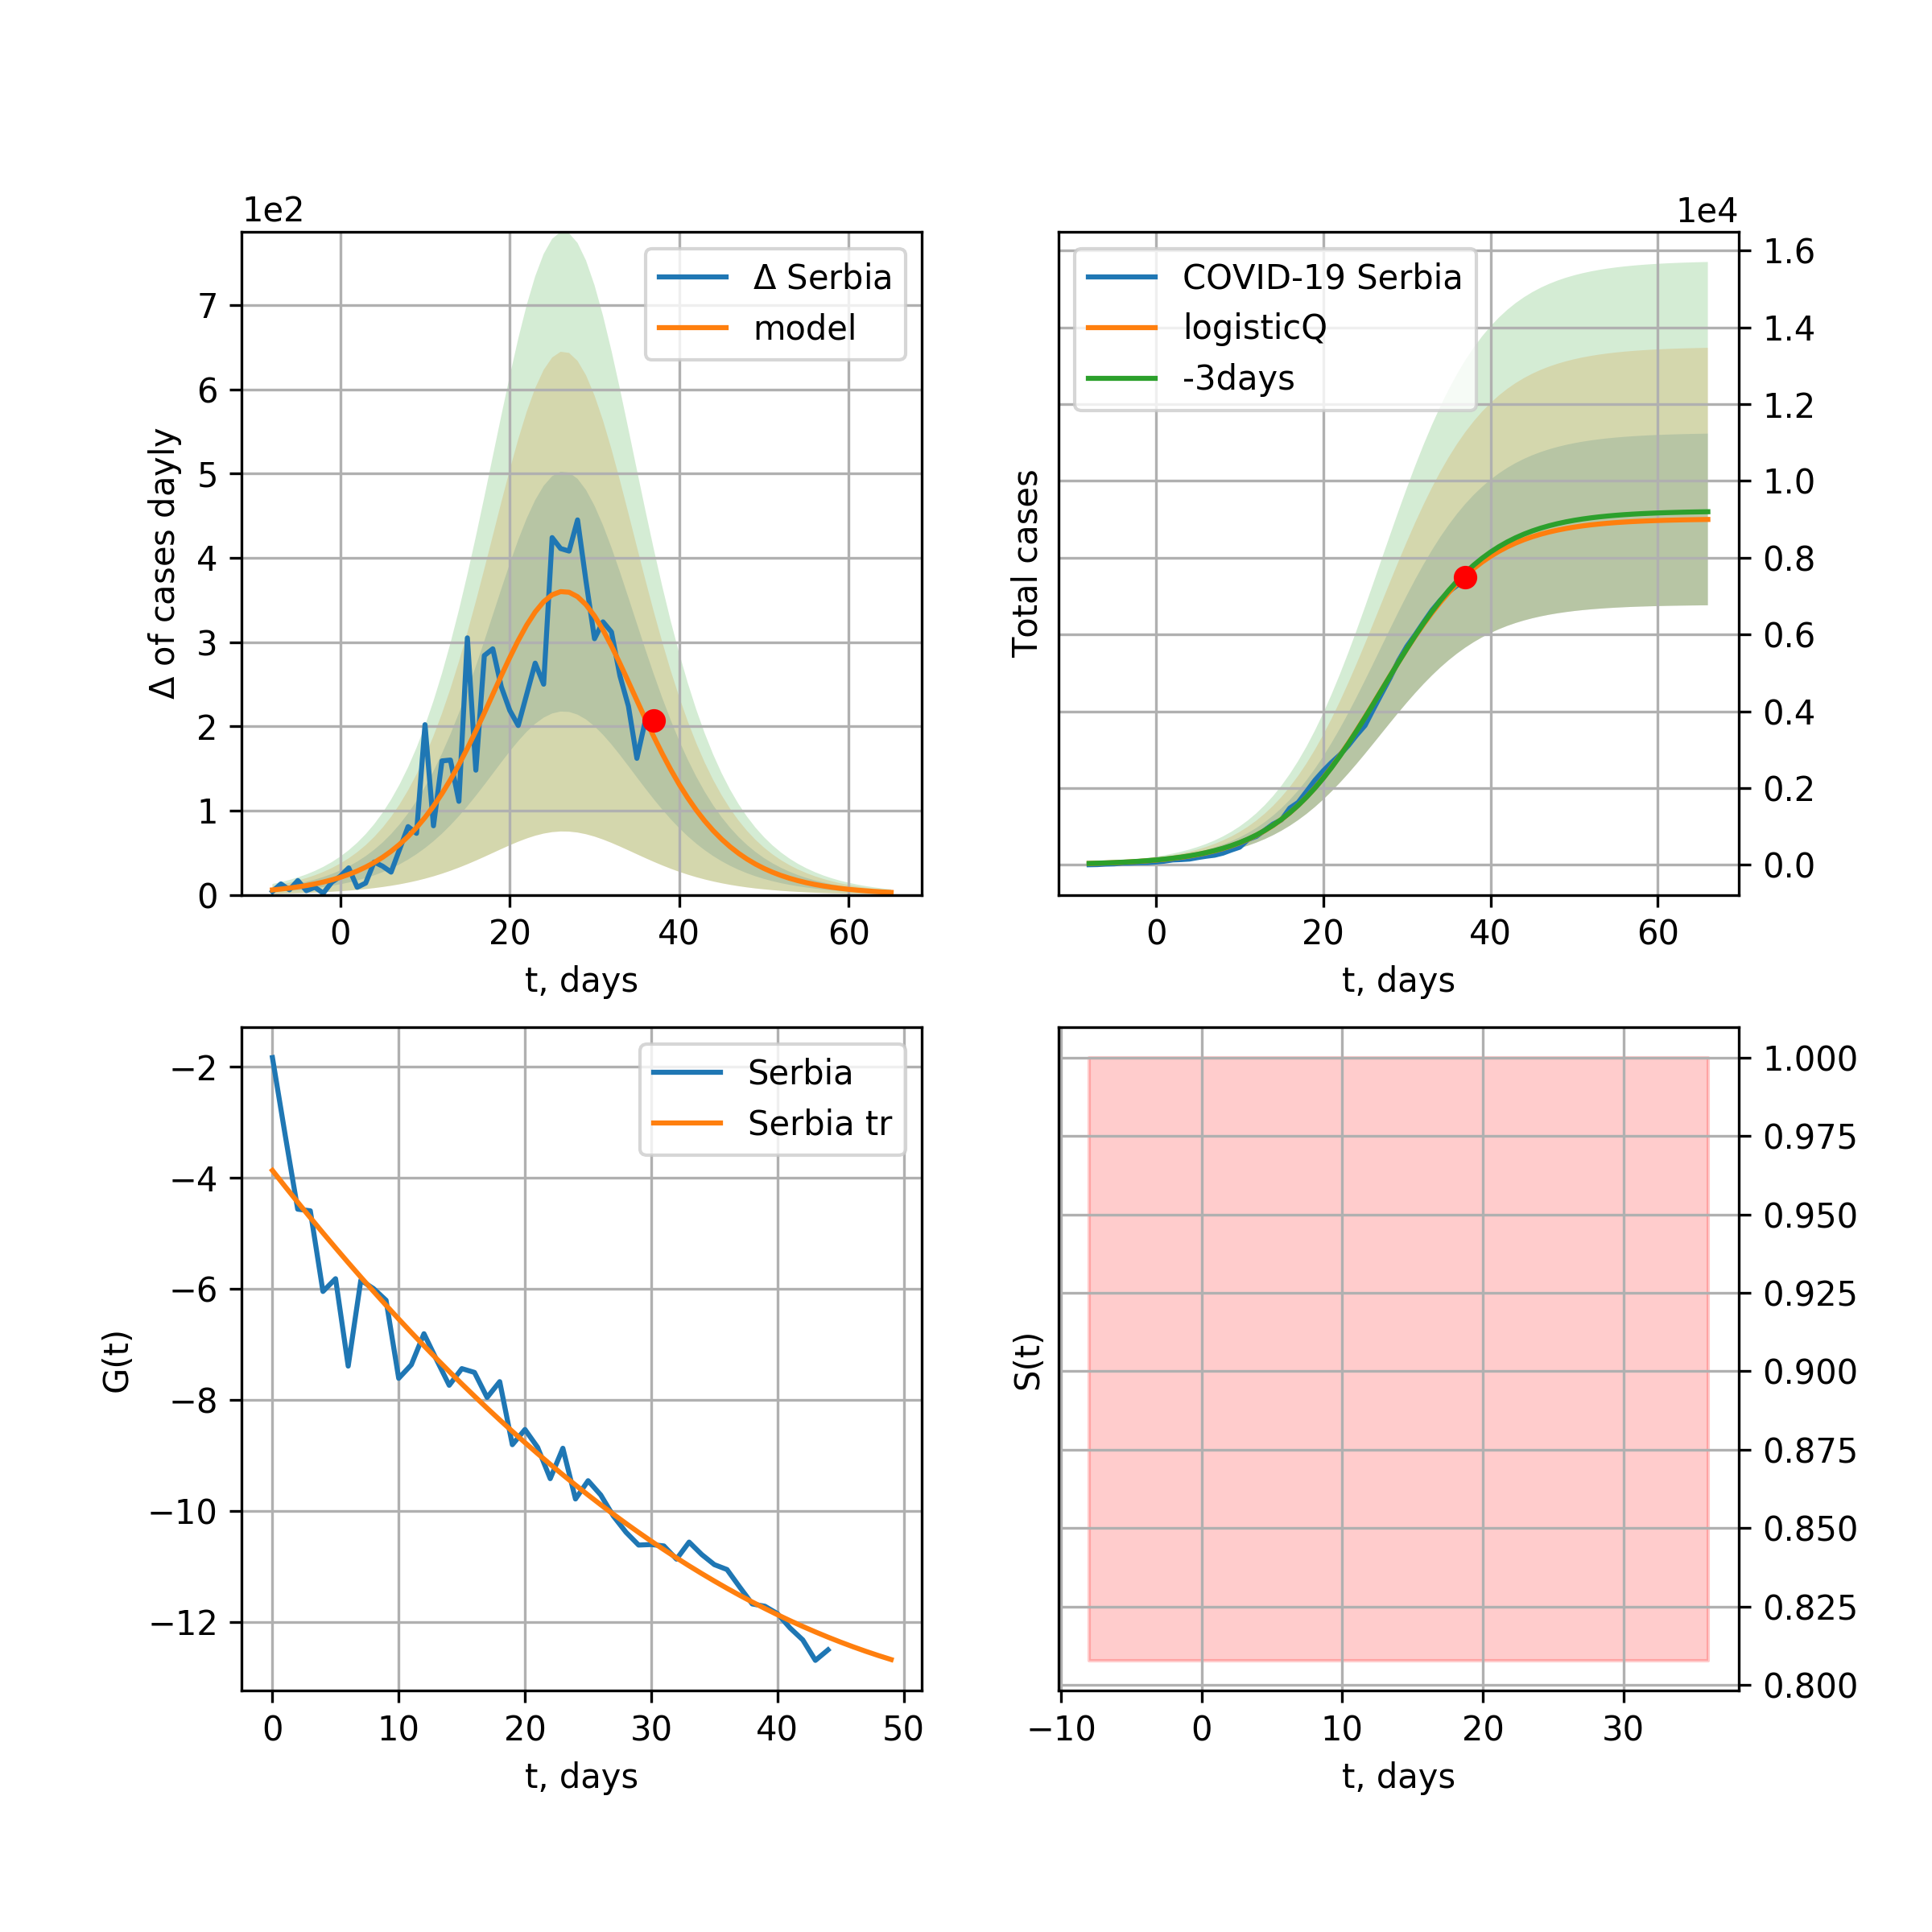 1e2
Δ Serbia
model
Δ of cases dayly
7
6
5
4
3
2
1
0
0 20 40 60
t, days
1e4
COVID-19 Serbia
logisticQ
-3days
Total cases
1.6
1.4
1.2
1.0
0.8
0.6
0.4
0.2
0.0
0 20 40 60
t, days
Serbia
Serbia tr
G(t)
−2
−4
−6
−8
−10
−12
0 10 20 30 40 50
t, days
S(t)
1.000
0.975
0.950
0.925
0.900
0.875
0.850
0.825
0.800
−10 0 10 20 30
t, days